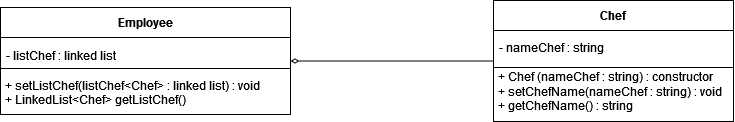 Employee
- listChef : linked list
+ setListChef(listChef<Chef> : linked list) : void
+ LinkedList<Chef> getListChef()
Chef
- nameChef : string
+ Chef (nameChef : string) : constructor
+ setChefName(nameChef : string) : void
+ getChefName() : string